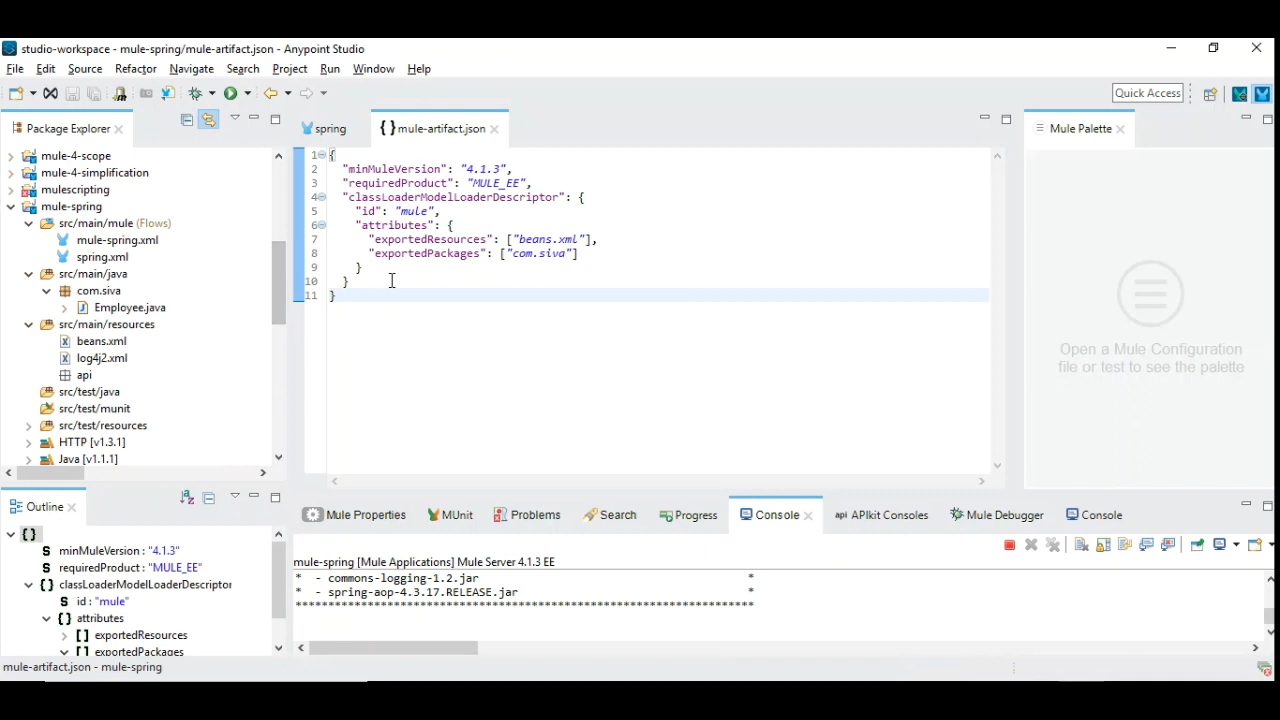 studio-workspace - mule-spring/mule-artifact.json - Anypoint Studio
File Edit Source Refactor Navigate Search Project Run Window Help
Quick Access
Package Explorer
mule-4-scope
mule-4-simplification
mulescripting
mule-spring
src/main/mule (Flows)
mule-spring.xml
spring.xml
src/main/java
com.siva
Employee.java
src/main/resources
beans.xml
log4j2.xml
api
src/test/java
src/test/munit
src/test/resources
HTTP [v1.3.1]
Java [v1.1.1]
spring
{ } mule-artifact.json
1 {
2 "minMuleVersion": "4.1.3",
3 "requiredProduct": "MULE_EE",
4 "classLoaderModelLoaderDescriptor": {
5 "id": "mule",
6 "attributes": {
7 "exportedResources": ["beans.xml"],
8 "exportedPackages": ["com.siva"]
9 }
10 }
11 }
Mule Palette
Open a Mule Configuration
file or test to see the palette
Outline
{}
S minMuleVersion : "4.1.3"
S requiredProduct : "MULE_EE"
{} classLoaderModelLoaderDescriptor
S id : "mule"
{} attributes
[] exportedResources
[] exportedPackages
Mule Properties MUnit Problems Search Progress Console api APIkit Consoles Mule Debugger Console
mule-spring [Mule Applications] Mule Server 4.1.3 EE
* - commons-logging-1.2.jar *
* - spring-aop-4.3.17.RELEASE.jar *
**********************************************************************
mule-artifact.json - mule-spring